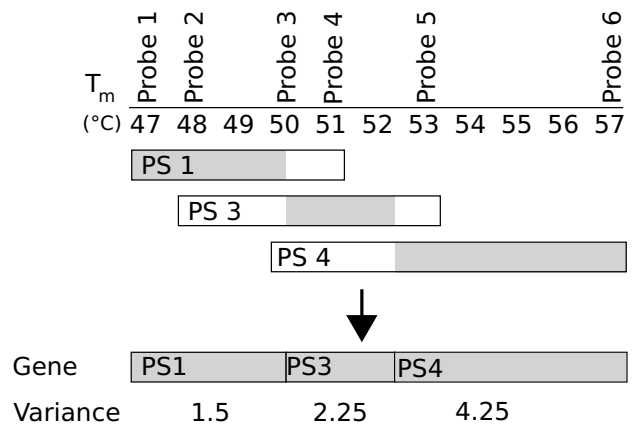 Probe 1
Probe 2
Probe 3
Probe 4
Probe 5
Probe 6
Tm
(°C) 47 48 49 50 51 52 53 54 55 56 57
PS 1
PS 3
PS 4
Gene PS1 PS3 PS4
Variance 1.5 2.25 4.25